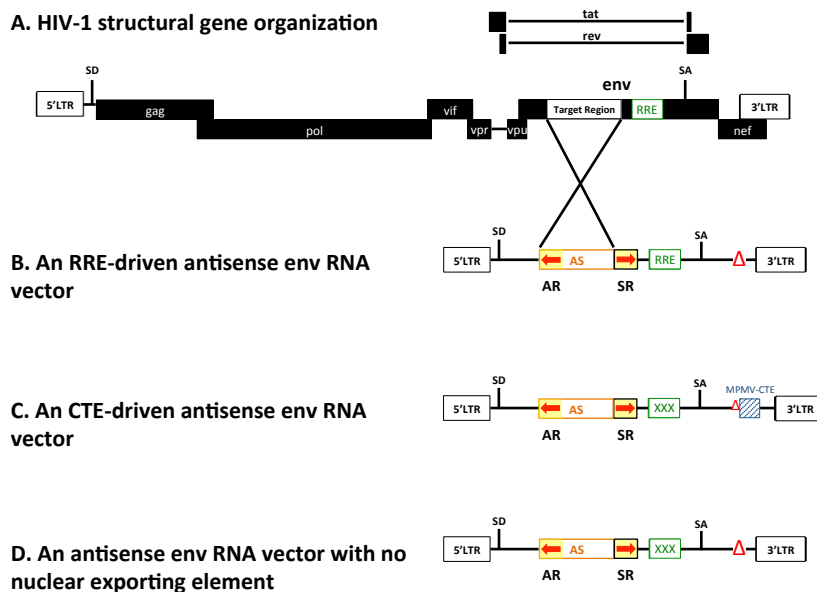 A. HIV-1 structural gene organization
tat
rev
SD
env
SA
5'LTR
gag
pol
vif
vpr
vpu
Target Region
RRE
nef
3'LTR
B. An RRE-driven antisense env RNA
vector
SD
SA
5'LTR
AS
RRE
Δ
3'LTR
AR
SR
C. An CTE-driven antisense env RNA
vector
SD
SA
MPMV-CTE
5'LTR
AS
XXX
Δ
3'LTR
AR
SR
D. An antisense env RNA vector with no
nuclear exporting element
SD
SA
5'LTR
AS
XXX
Δ
3'LTR
AR
SR